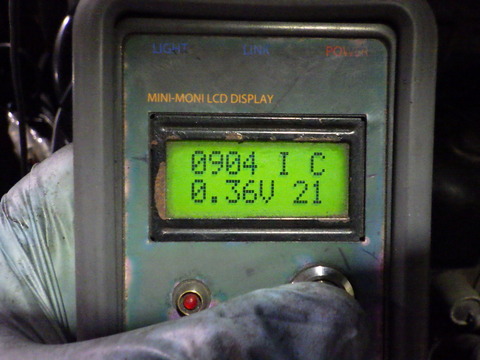 LIGHT LINK POWER
MINI-MONI LCD DISPLAY
0904 I C
0.36V 21